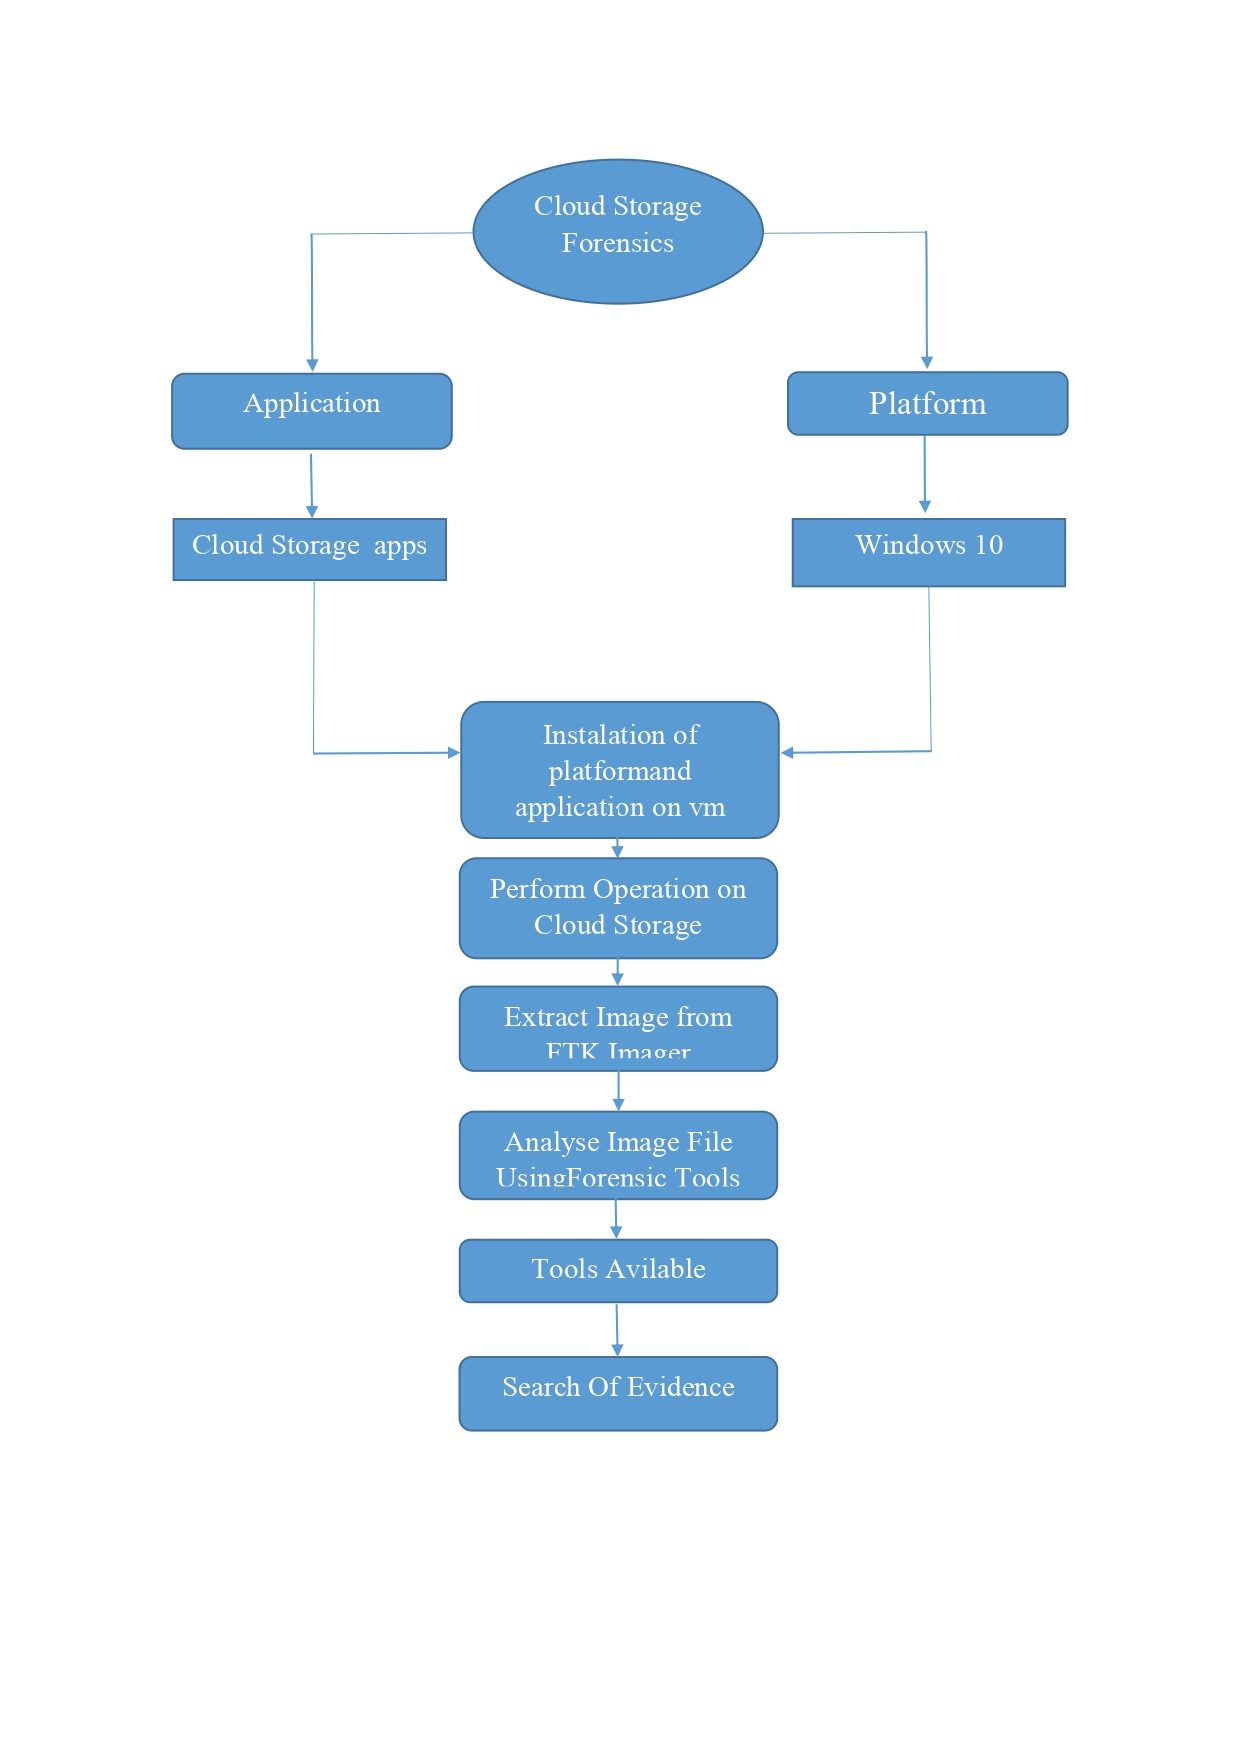 Cloud Storage
Forensics
Application
Platform
Cloud Storage  apps
Windows 10
Instalation of
platformand
application on vm
Perform Operation on
Cloud Storage
Extract Image from
FTK Imager
Analyse Image File
UsingForensic Tools
Tools Avilable
Search Of Evidence